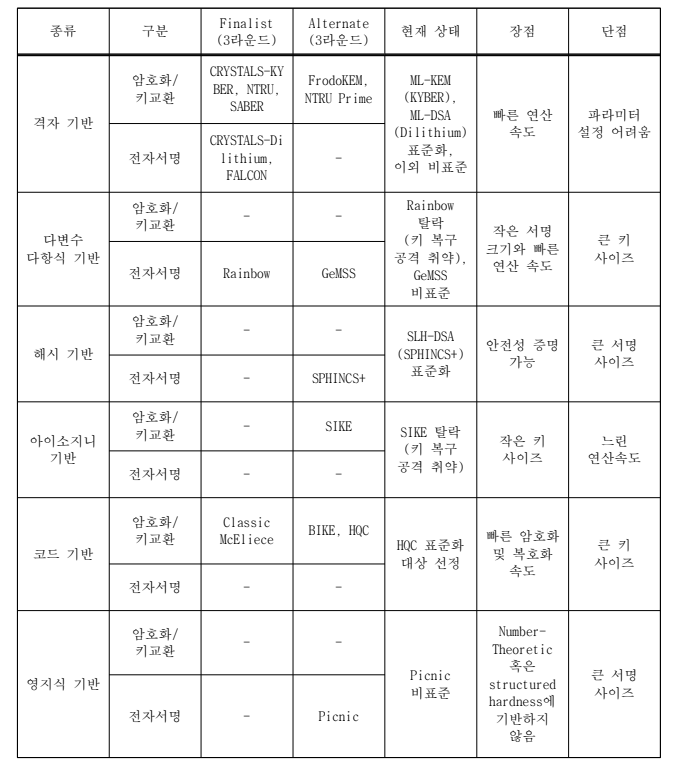 종류 구분 Finalist (3라운드) Alternate (3라운드) 현재 상태 장점 단점
격자 기반
암호화/
키교환
CRYSTALS-KY
BER, NTRU,
SABER
FrodoKEM,
NTRU Prime
전자서명
CRYSTALS-Di
lithium,
FALCON
-
ML-KEM
(KYBER),
ML-DSA
(Dilithium)
표준화,
이외 비표준
빠른 연산
속도
파라미터
설정 어려움
다변수
다항식 기반
암호화/
키교환
-
-
전자서명
Rainbow
GeMSS
Rainbow
탈락
(키 복구
공격 취약),
GeMSS
비표준
작은 서명
크기와 빠른
연산 속도
큰 키
사이즈
해시 기반
암호화/
키교환
-
-
전자서명
-
SPHINCS+
SLH-DSA
(SPHINCS+)
표준화
안전성 증명
가능
큰 서명
사이즈
아이소지니
기반
암호화/
키교환
-
SIKE
전자서명
-
-
SIKE 탈락
(키 복구
공격 취약)
작은 키
사이즈
느린
연산속도
코드 기반
암호화/
키교환
Classic
McEliece
BIKE, HQC
전자서명
-
-
HQC 표준화
대상 선정
빠른 암호화
및 복호화
속도
큰 키
사이즈
영지식 기반
암호화/
키교환
-
-
전자서명
-
Picnic
Picnic
비표준
Number-
Theoretic
혹은
structured
hardness에
기반하지
않음
큰 서명
사이즈